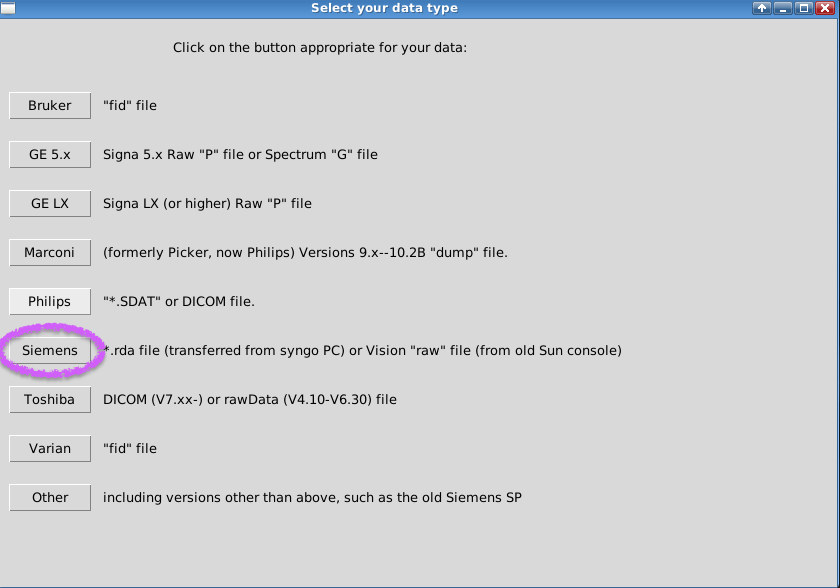 Select your data type
Click on the button appropriate for your data:
Bruker "fid" file
GE 5.x Signa 5.x Raw "P" file or Spectrum "G" file
GE LX Signa LX (or higher) Raw "P" file
Marconi (formerly Picker, now Philips) Versions 9.x--10.2B "dump" file.
Philips "*.SDAT" or DICOM file.
Siemens *.rda file (transferred from syngo PC) or Vision "raw" file (from old Sun console)
Toshiba DICOM (V7.xx-) or rawData (V4.10-V6.30) file
Varian "fid" file
Other including versions other than above, such as the old Siemens SP